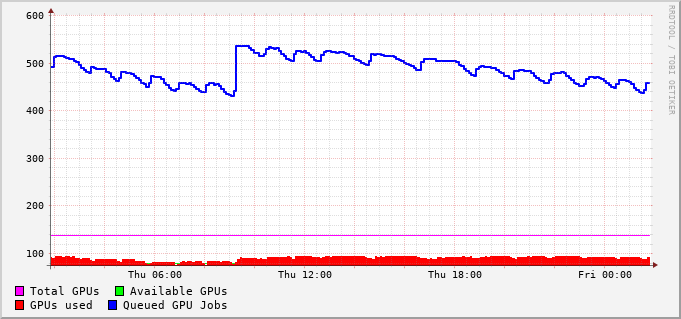 600
500
400
300
200
100
Thu 06:00 Thu 12:00 Thu 18:00 Fri 00:00
Total GPUs Available GPUs
GPUs used Queued GPU Jobs
RRDTOOL / TOBI OETIKER